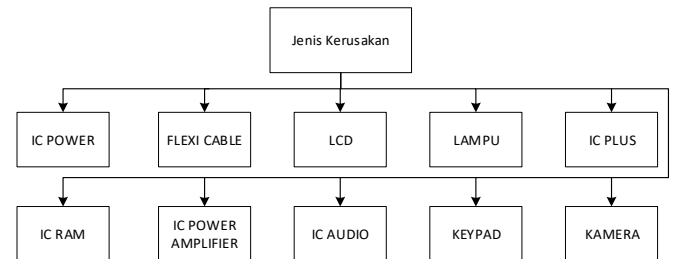 Jenis Kerusakan
IC POWER
FLEXI CABLE
LCD
LAMPU
IC PLUS
IC RAM
IC POWER
AMPLIFIER
IC AUDIO
KEYPAD
KAMERA